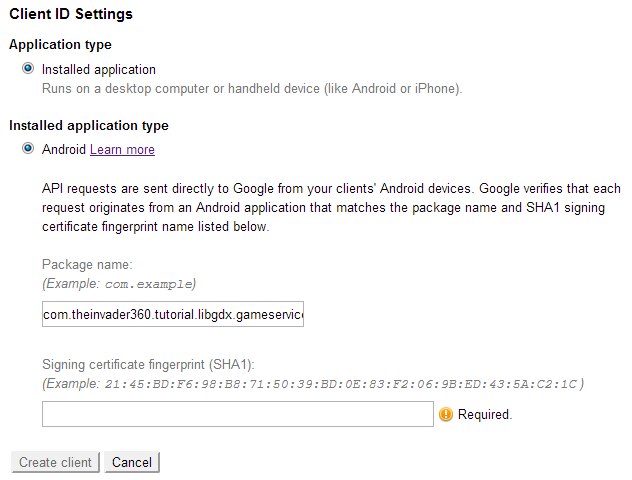 Client ID Settings
Application type
Installed application
Runs on a desktop computer or handheld device (like Android or iPhone).
Installed application type
Android Learn more
API requests are sent directly to Google from your clients' Android devices. Google verifies that each
request originates from an Android application that matches the package name and SHA1 signing
certificate fingerprint name listed below.
Package name:
(Example: com.example)
com.theinvader360.tutorial.libgdx.gameservice
Signing certificate fingerprint (SHA1):
(Example: 21:45:BD:F6:98:B8:71:50:39:BD:0E:83:F2:06:9B:ED:43:5A:C2:1C )
Required.
Create client Cancel